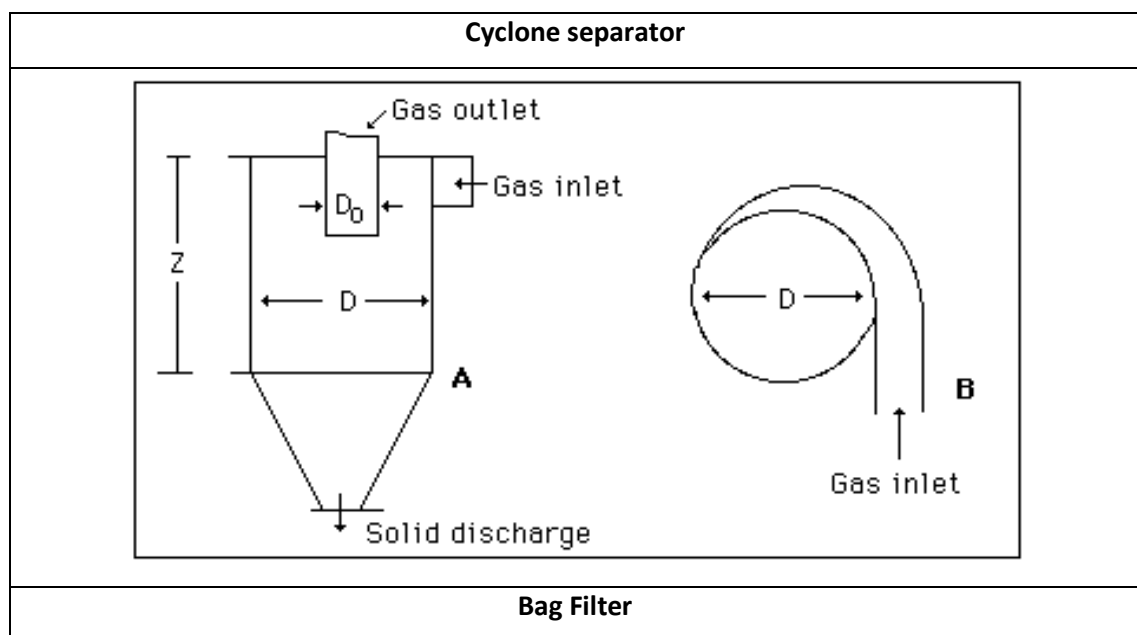 Cyclone separator
Gas outlet
Gas inlet
D0
Z
D
D
A
B
Gas inlet
Solid discharge
Bag Filter